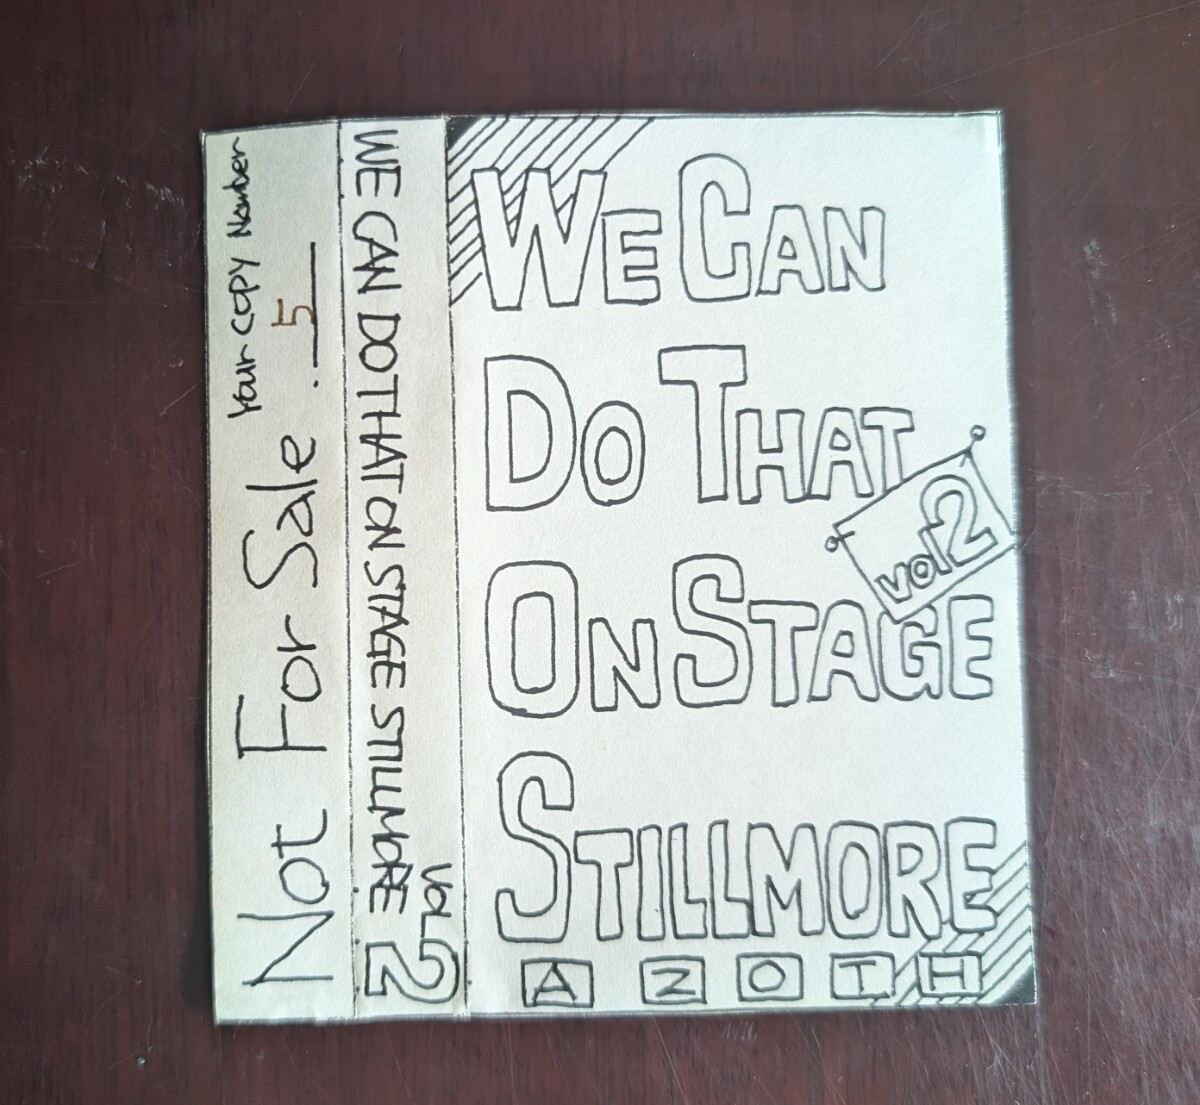 Your Copy Number
Not For Sale . 5
WE CAN DO THAT ON STAGE STILLMORE
VOL 2
WE CAN
DO THAT
vol 2
ON STAGE
STILLMORE
AZOTH